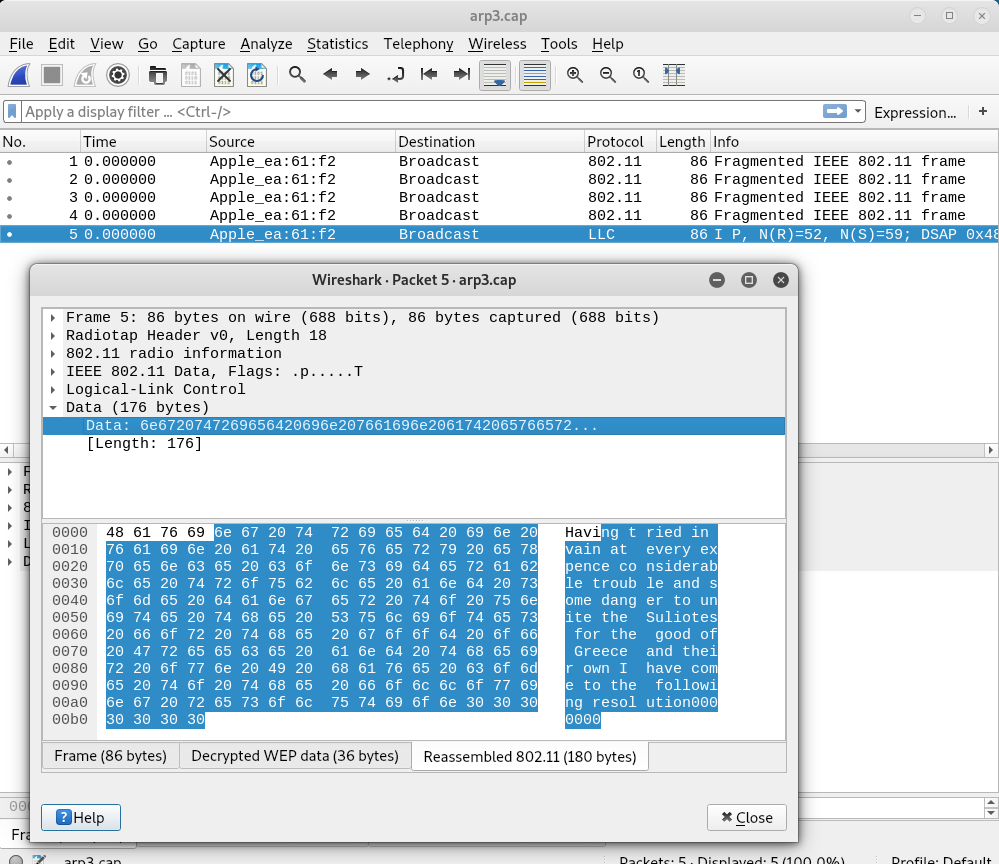 arp3.cap
File Edit View Go Capture Analyze Statistics Telephony Wireless Tools Help
Apply a display filter ... <Ctrl-/> Expression... +
No. Time Source Destination Protocol Length Info
1 0.000000 Apple_ea:61:f2 Broadcast 802.11 86 Fragmented IEEE 802.11 frame
2 0.000000 Apple_ea:61:f2 Broadcast 802.11 86 Fragmented IEEE 802.11 frame
3 0.000000 Apple_ea:61:f2 Broadcast 802.11 86 Fragmented IEEE 802.11 frame
4 0.000000 Apple_ea:61:f2 Broadcast 802.11 86 Fragmented IEEE 802.11 frame
5 0.000000 Apple_ea:61:f2 Broadcast LLC 86 I P, N(R)=52, N(S)=59; DSAP 0x48
Wireshark · Packet 5 · arp3.cap
Frame 5: 86 bytes on wire (688 bits), 86 bytes captured (688 bits)
Radiotap Header v0, Length 18
802.11 radio information
IEEE 802.11 Data, Flags: .p.....T
Logical-Link Control
Data (176 bytes)
Data: 6e6720747269656420696e207661696e2061742065766572...
[Length: 176]
0000 48 61 76 69 6e 67 20 74 72 69 65 64 20 69 6e 20 Having t ried in
0010 76 61 69 6e 20 61 74 20 65 76 65 72 79 20 65 78 vain at every ex
0020 70 65 6e 63 65 20 63 6f 6e 73 69 64 65 72 61 62 pence co nsiderab
0030 6c 65 20 74 72 6f 75 62 6c 65 20 61 6e 64 20 73 le troub le and s
0040 6f 6d 65 20 64 61 6e 67 65 72 20 74 6f 20 75 6e ome dang er to un
0050 69 74 65 20 74 68 65 20 53 75 6c 69 6f 74 65 73 ite the Suliotes
0060 20 66 6f 72 20 74 68 65 20 67 6f 6f 64 20 6f 66 for the good of
0070 20 47 72 65 65 63 65 20 61 6e 64 20 74 68 65 69 Greece and thei
0080 72 20 6f 77 6e 20 49 20 68 61 76 65 20 63 6f 6d r own I have com
0090 65 20 74 6f 20 74 68 65 20 66 6f 6c 6c 6f 77 69 e to the followi
00a0 6e 67 20 72 65 73 6f 6c 75 74 69 6f 6e 30 30 30 ng resol ution000
00b0 30 30 30 30 0000
Frame (86 bytes) Decrypted WEP data (36 bytes) Reassembled 802.11 (180 bytes)
Help Close
arp3.cap Packets: 5 · Displayed: 5 (100.0%) Profile: Default